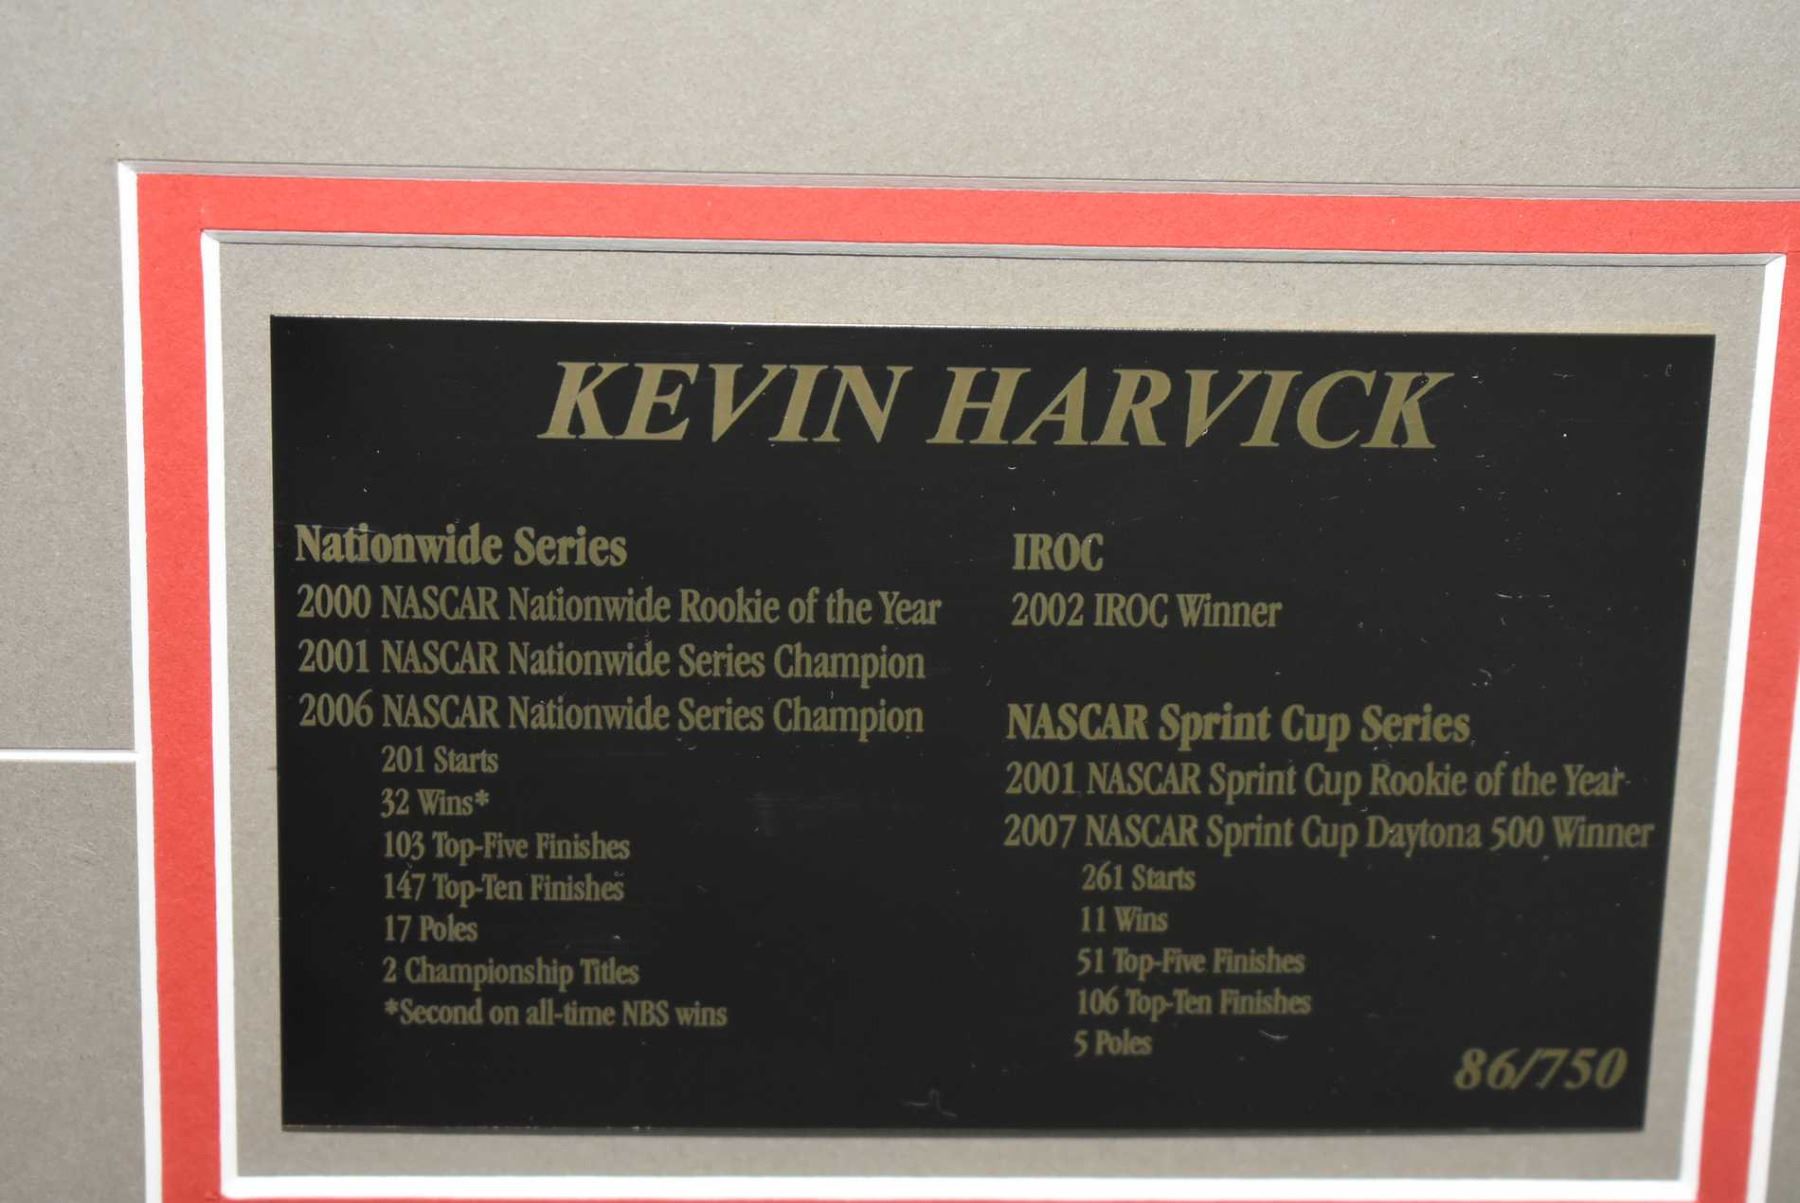 KEVIN HARVICK
Nationwide Series
2000 NASCAR Nationwide Rookie of the Year
2001 NASCAR Nationwide Series Champion
2006 NASCAR Nationwide Series Champion
201 Starts
32 Wins*
103 Top-Five Finishes
147 Top-Ten Finishes
17 Poles
2 Championship Titles
*Second on all-time NBS wins
IROC
2002 IROC Winner
NASCAR Sprint Cup Series
2001 NASCAR Sprint Cup Rookie of the Year
2007 NASCAR Sprint Cup Daytona 500 Winner
261 Starts
11 Wins
51 Top-Five Finishes
106 Top-Ten Finishes
5 Poles
86/750